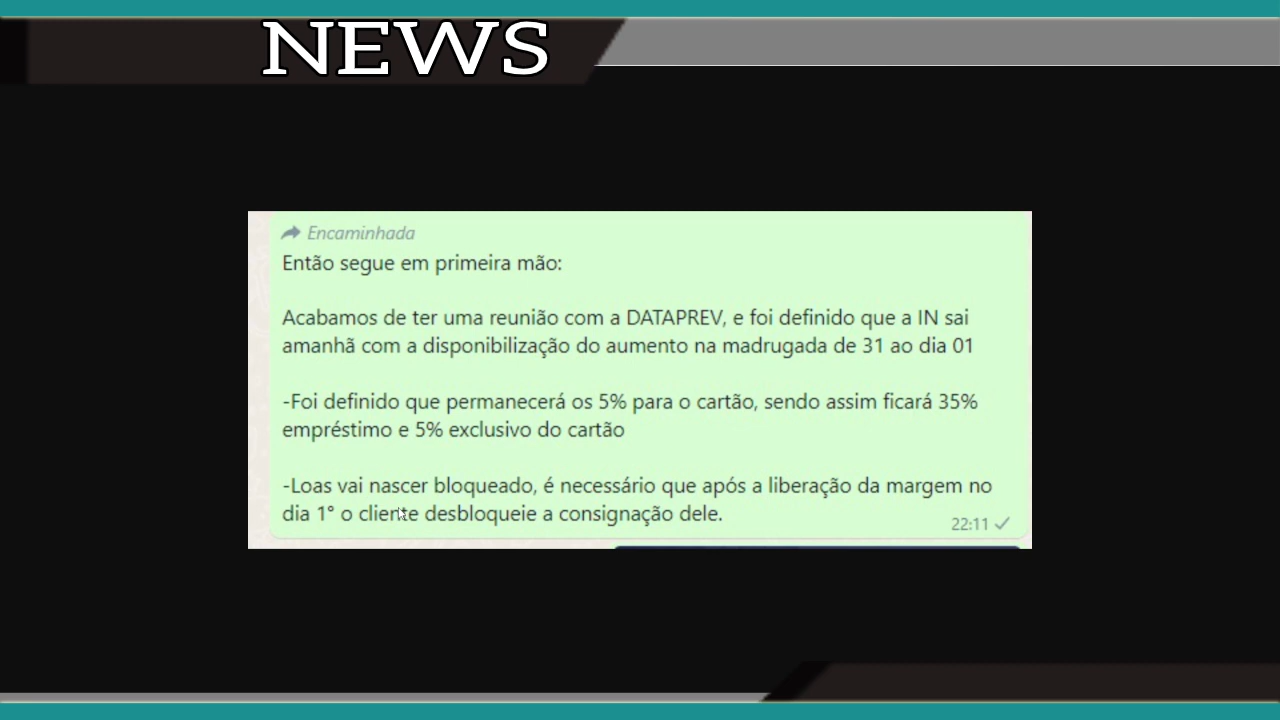 NEWS
Encaminhada
Então segue em primeira mão:
Acabamos de ter uma reunião com a DATAPREV, e foi definido que a IN sai
amanhã com a disponibilização do aumento na madrugada de 31 ao dia 01
-Foi definido que permanecerá os 5% para o cartão, sendo assim ficará 35%
empréstimo e 5% exclusivo do cartão
-Loas vai nascer bloqueado, é necessário que após a liberação da margem no
dia 1° o cliente desbloqueie a consignação dele.
22:11